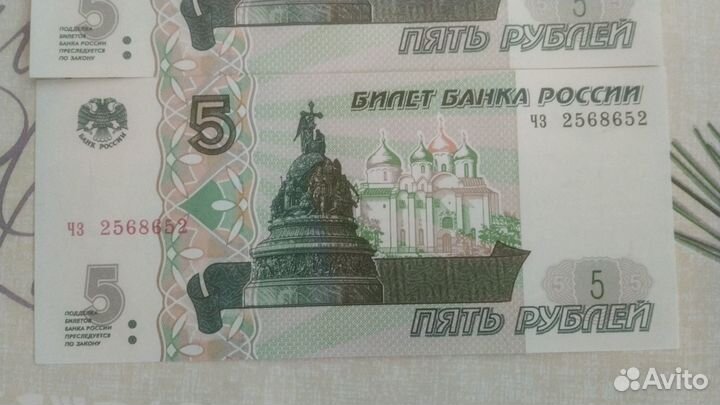 5
ПОДДЕЛКА
БИЛЕТОВ
БАНКА РОССИИ
ПРЕСЛЕДУЕТСЯ
ПО ЗАКОНУ
5
ПЯТЬ РУБЛЕЙ
5
БИЛЕТ БАНКА РОССИИ
чз 2568652
БАНК РОССИИ
чз 2568652
5
ПОДДЕЛКА
БИЛЕТОВ
БАНКА РОССИИ
ПРЕСЛЕДУЕТСЯ
ПО ЗАКОНУ
5
ПЯТЬ РУБЛЕЙ
Avito